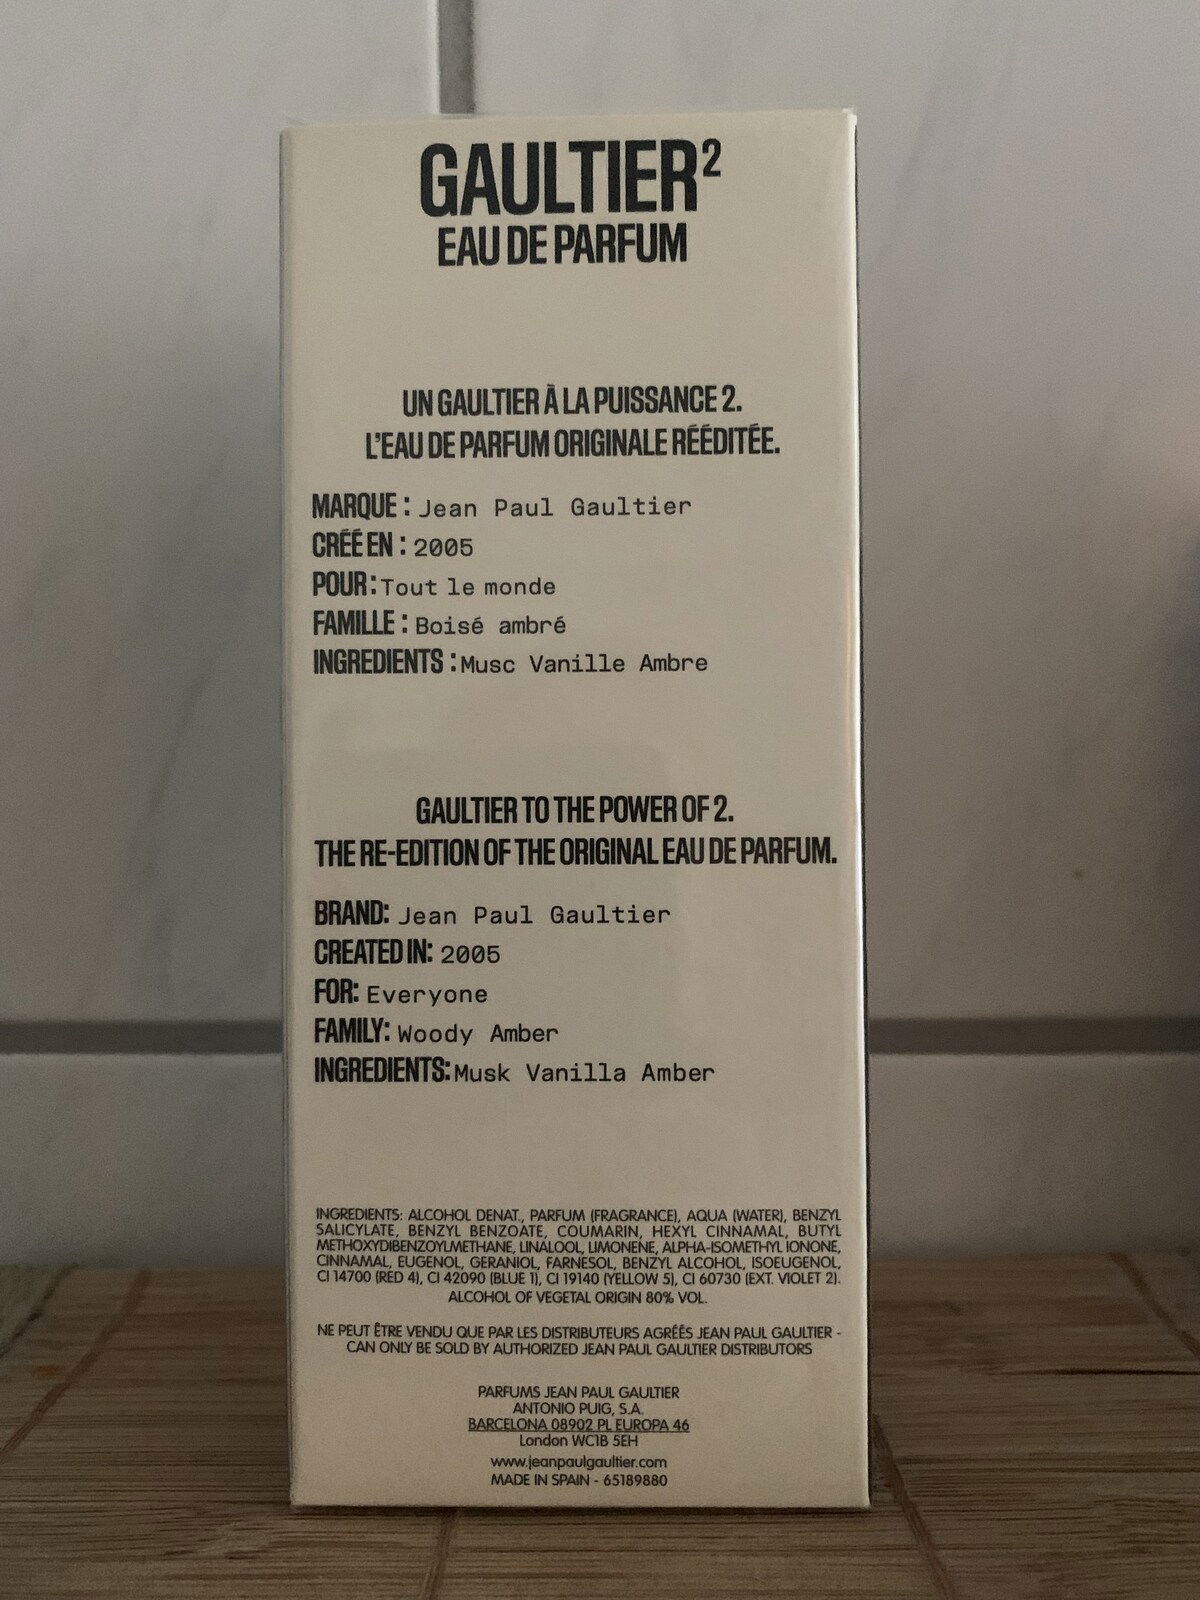 GAULTIER²
EAU DE PARFUM
UN GAULTIER À LA PUISSANCE 2.
L'EAU DE PARFUM ORIGINALE RÉÉDITÉE.
MARQUE : Jean Paul Gaultier
CRÉÉ EN : 2005
POUR : Tout le monde
FAMILLE : Boisé ambré
INGREDIENTS : Musc Vanille Ambre
GAULTIER TO THE POWER OF 2.
THE RE-EDITION OF THE ORIGINAL EAU DE PARFUM.
BRAND: Jean Paul Gaultier
CREATED IN: 2005
FOR: Everyone
FAMILY: Woody Amber
INGREDIENTS: Musk Vanilla Amber
INGREDIENTS: ALCOHOL DENAT., PARFUM (FRAGRANCE), AQUA (WATER), BENZYL
SALICYLATE, BENZYL BENZOATE, COUMARIN, HEXYL CINNAMAL, BUTYL
METHOXYDIBENZOYLMETHANE, LINALOOL, LIMONENE, ALPHA-ISOMETHYL IONONE,
CINNAMAL, EUGENOL, GERANIOL, FARNESOL, BENZYL ALCOHOL, ISOEUGENOL,
CI 14700 (RED 4), CI 42090 (BLUE 1), CI 19140 (YELLOW 5), CI 60730 (EXT. VIOLET 2).
ALCOHOL OF VEGETAL ORIGIN 80% VOL.
NE PEUT ÊTRE VENDU QUE PAR LES DISTRIBUTEURS AGRÉÉS JEAN PAUL GAULTIER -
CAN ONLY BE SOLD BY AUTHORIZED JEAN PAUL GAULTIER DISTRIBUTORS
PARFUMS JEAN PAUL GAULTIER
ANTONIO PUIG, S.A.
BARCELONA 08902 PL EUROPA 46
London WC1B 5EH
www.jeanpaulgaultier.com
MADE IN SPAIN - 65189880